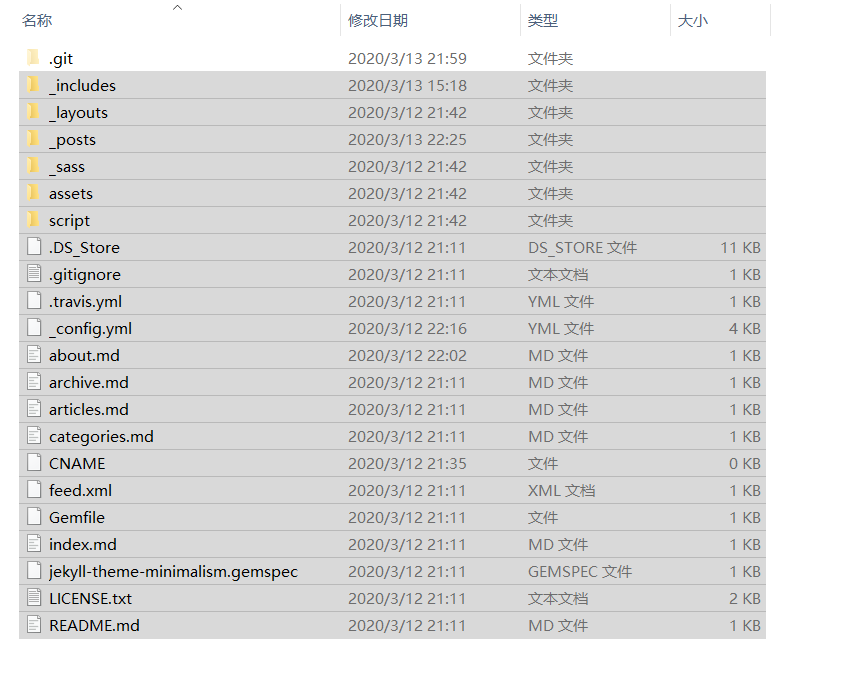 名称 修改日期 类型 大小
.git 2020/3/13 21:59 文件夹
_includes 2020/3/13 15:18 文件夹
_layouts 2020/3/12 21:42 文件夹
_posts 2020/3/13 22:25 文件夹
_sass 2020/3/12 21:42 文件夹
assets 2020/3/12 21:42 文件夹
script 2020/3/12 21:42 文件夹
.DS_Store 2020/3/12 21:11 DS_STORE 文件 11 KB
.gitignore 2020/3/12 21:11 文本文档 1 KB
.travis.yml 2020/3/12 21:11 YML 文件 1 KB
_config.yml 2020/3/12 22:16 YML 文件 4 KB
about.md 2020/3/12 22:02 MD 文件 1 KB
archive.md 2020/3/12 21:11 MD 文件 1 KB
articles.md 2020/3/12 21:11 MD 文件 1 KB
categories.md 2020/3/12 21:11 MD 文件 1 KB
CNAME 2020/3/12 21:35 文件 0 KB
feed.xml 2020/3/12 21:11 XML 文档 1 KB
Gemfile 2020/3/12 21:11 文件 1 KB
index.md 2020/3/12 21:11 MD 文件 1 KB
jekyll-theme-minimalism.gemspec 2020/3/12 21:11 GEMSPEC 文件 1 KB
LICENSE.txt 2020/3/12 21:11 文本文档 2 KB
README.md 2020/3/12 21:11 MD 文件 1 KB